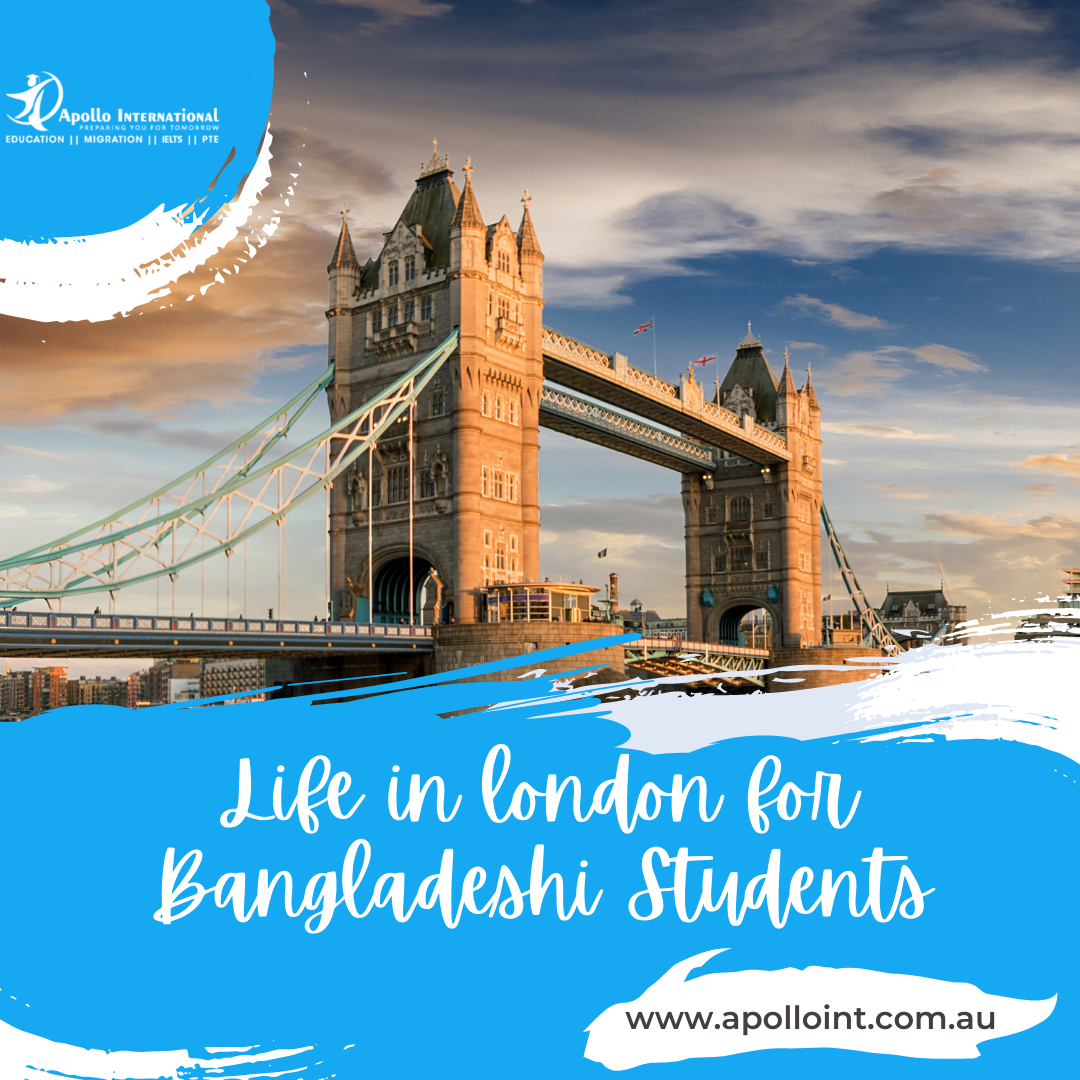 Apollo International
PREPARING YOU FOR TOMORROW
EDUCATION || MIGRATION || IELTS || PTE
Life in london for
Bangladeshi Students
www.apolloint.com.au